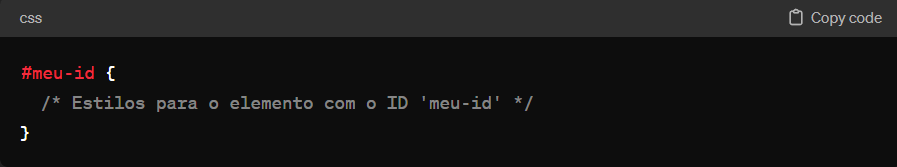 css Copy code
#meu-id {
/* Estilos para o elemento com o ID 'meu-id' */
}